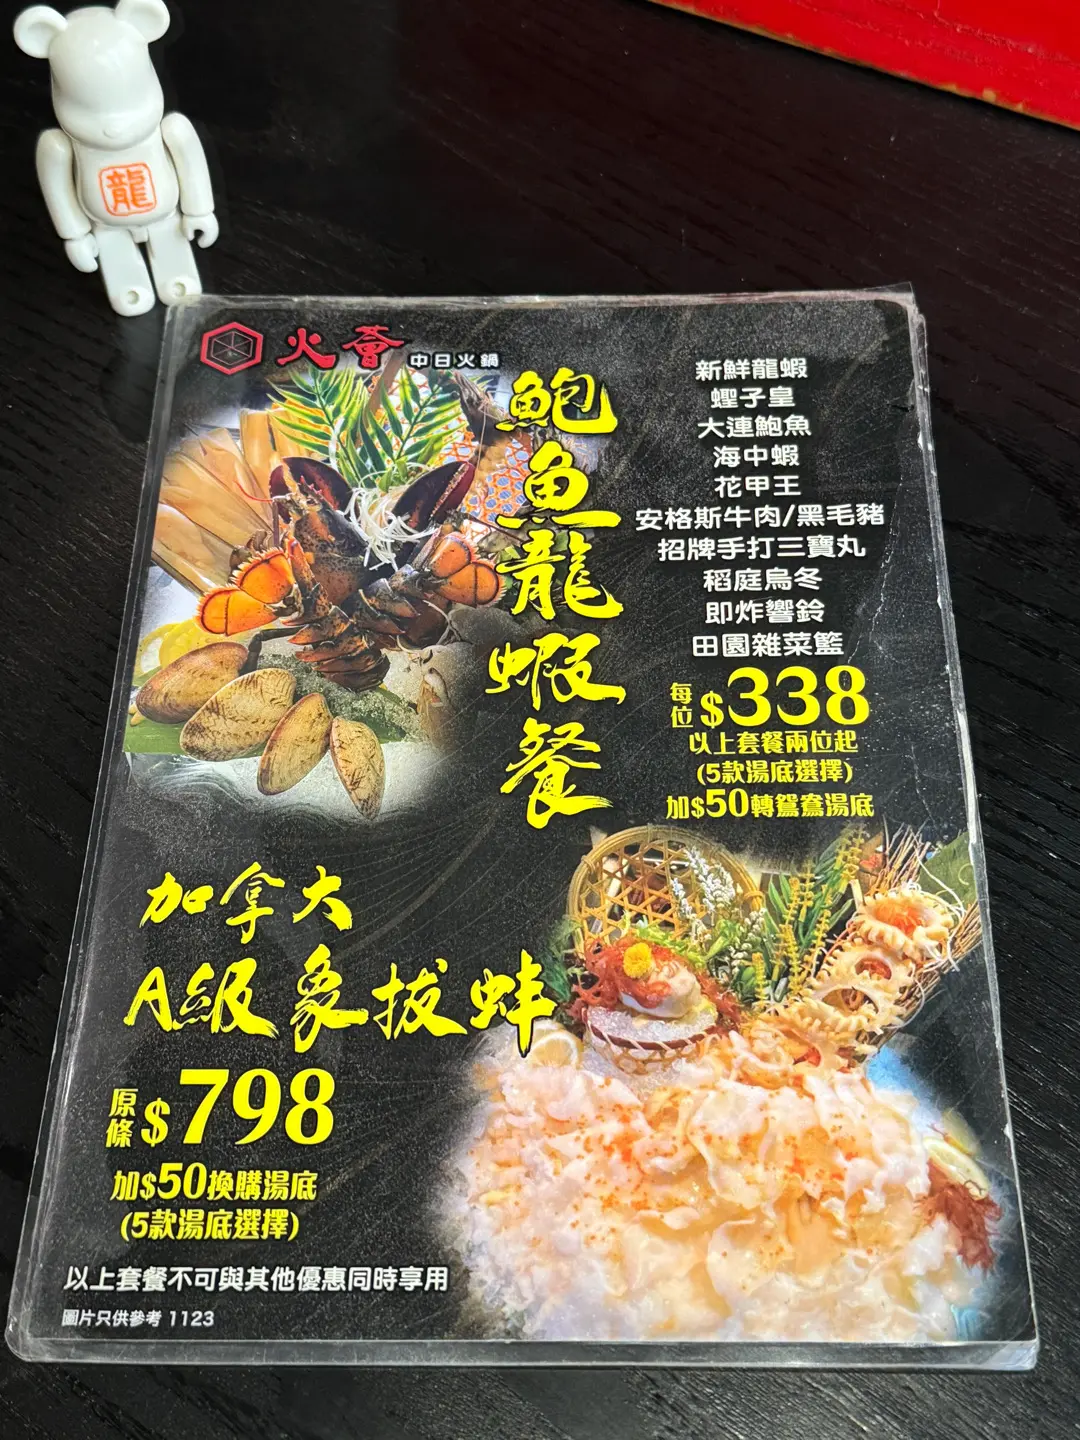 龍
火薈 中日火鍋
鮑魚龍蝦餐
新鮮龍蝦
蟶子皇
大連鮑魚
海中蝦
花甲王
安格斯牛肉/黑毛豬
招牌手打三寶丸
稻庭烏冬
即炸響鈴
田園雜菜籃
每位 $338
以上套餐兩位起
(5款湯底選擇)
加$50轉鴛鴦湯底
加拿大
A級象拔蚌
原條 $798
加$50換購湯底
(5款湯底選擇)
以上套餐不可與其他優惠同時享用
圖片只供參考 1123